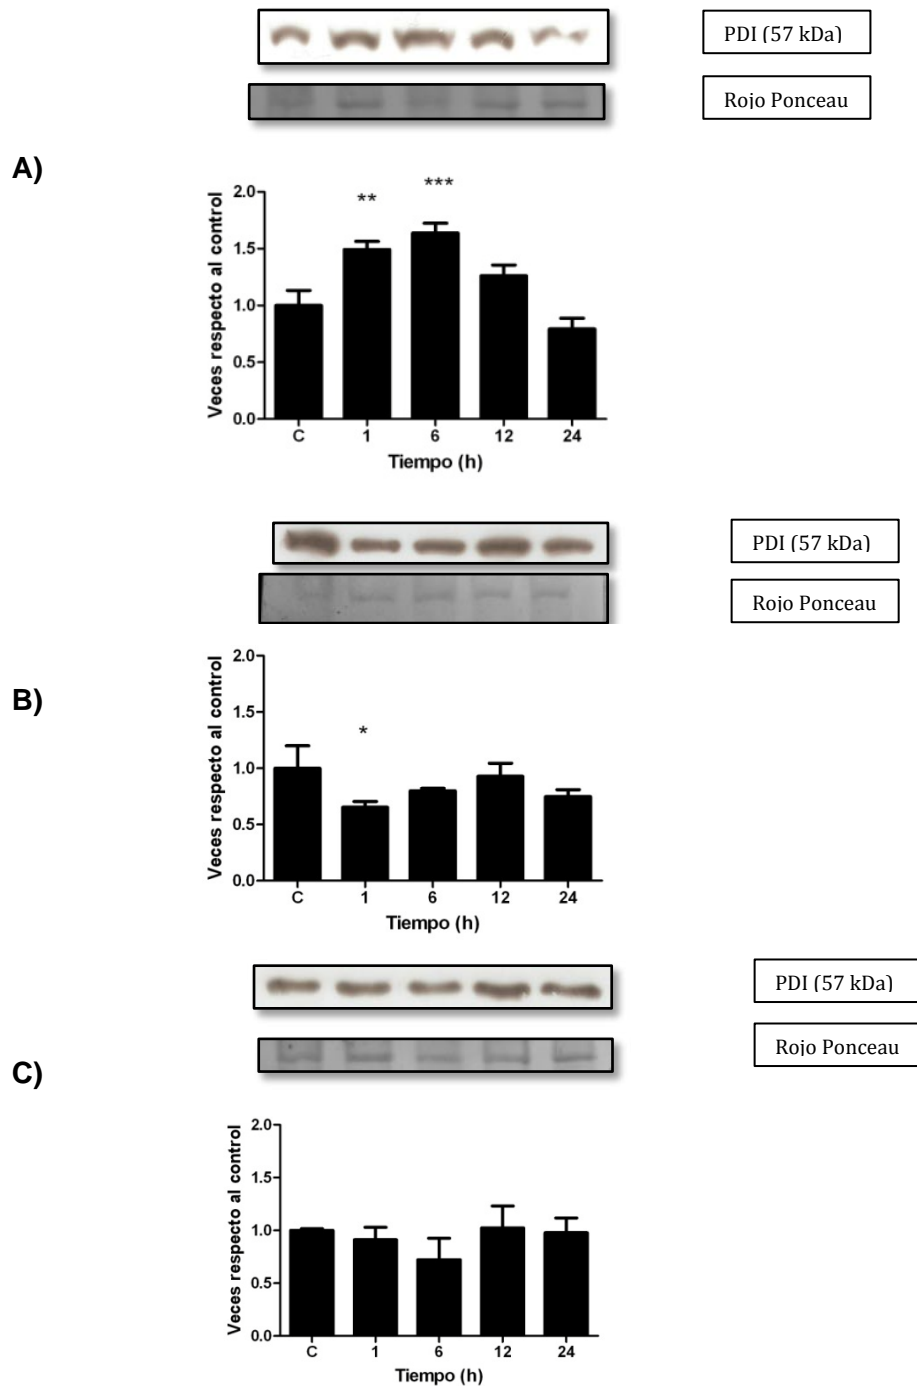 PDI (57 kDa)
Rojo Ponceau
A)
Veces respecto al control
2.0
1.5
1.0
0.5
0.0
**
***
C 1 6 12 24
Tiempo (h)
PDI (57 kDa)
Rojo Ponceau
B)
Veces respecto al control
2.0
1.5
1.0
0.5
0.0
*
C 1 6 12 24
Tiempo (h)
PDI (57 kDa)
Rojo Ponceau
C)
Veces respecto al control
2.0
1.5
1.0
0.5
0.0
C 1 6 12 24
Tiempo (h)